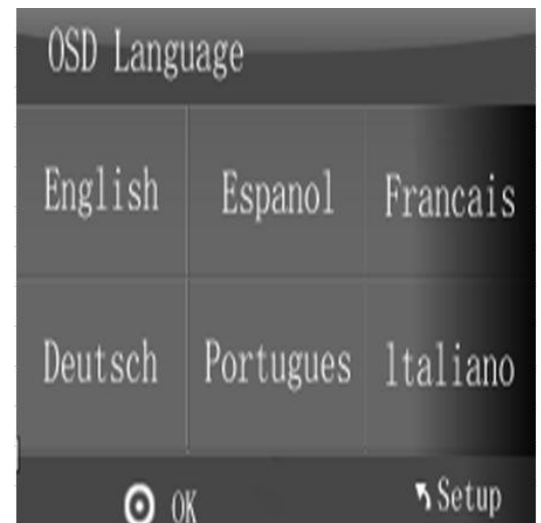 OSD Language
English Espanol Francais
Deutsch Portugues ltaliano
OK Setup